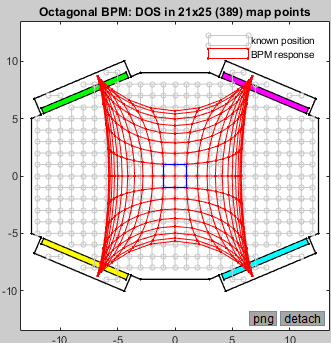 Octagonal BPM: DOS in 21x25 (389) map points
known position
BPM response
10
5
0
-5
-10
png
detach
-10
-5
0
5
10